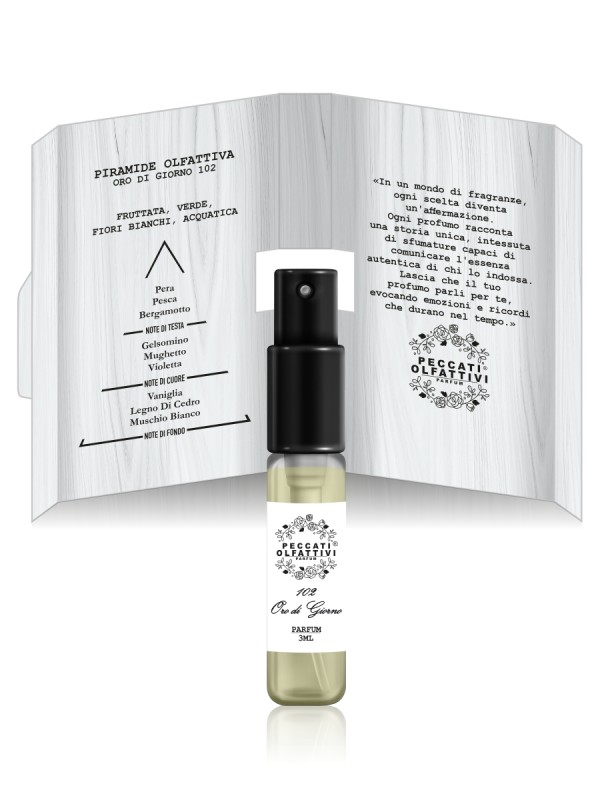 PIRAMIDE OLFATTIVA
ORO DI GIORNO 102
FRUTTATA, VERDE,
FIORI BIANCHI, ACQUATICA
Pera
Pesca
Bergamotto
NOTE DI TESTA
Gelsomino
Mughetto
Violetta
NOTE DI CUORE
Vaniglia
Legno Di Cedro
Muschio Bianco
NOTE DI FONDO
«In un mondo di fragranze,
ogni scelta diventa
un'affermazione.
Ogni profumo racconta
una storia unica, intessuta
di sfumature capaci di
comunicare l'essenza
autentica di chi lo indossa.
Lascia che il tuo
profumo parli per te,
evocando emozioni e ricordi
che durano nel tempo.»
PECCATI
OLFATTIVI®
PARFUM
PECCATI®
OLFATTIVI
PARFUM
102
Oro di Giorno
PARFUM
3ML